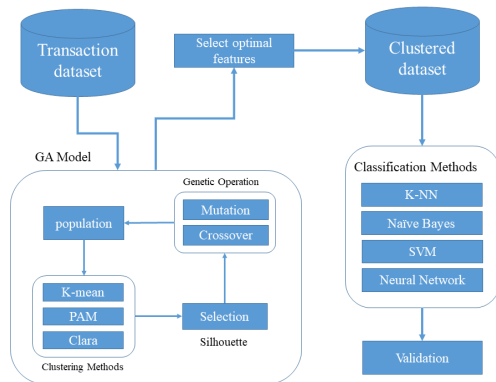 Transaction
dataset
Select optimal
features
Clustered
dataset
GA Model
Genetic Operation
Mutation
Crossover
population
K-mean
PAM
Clara
Clustering Methods
Selection
Silhouette
Classification Methods
K-NN
Naïve Bayes
SVM
Neural Network
Validation